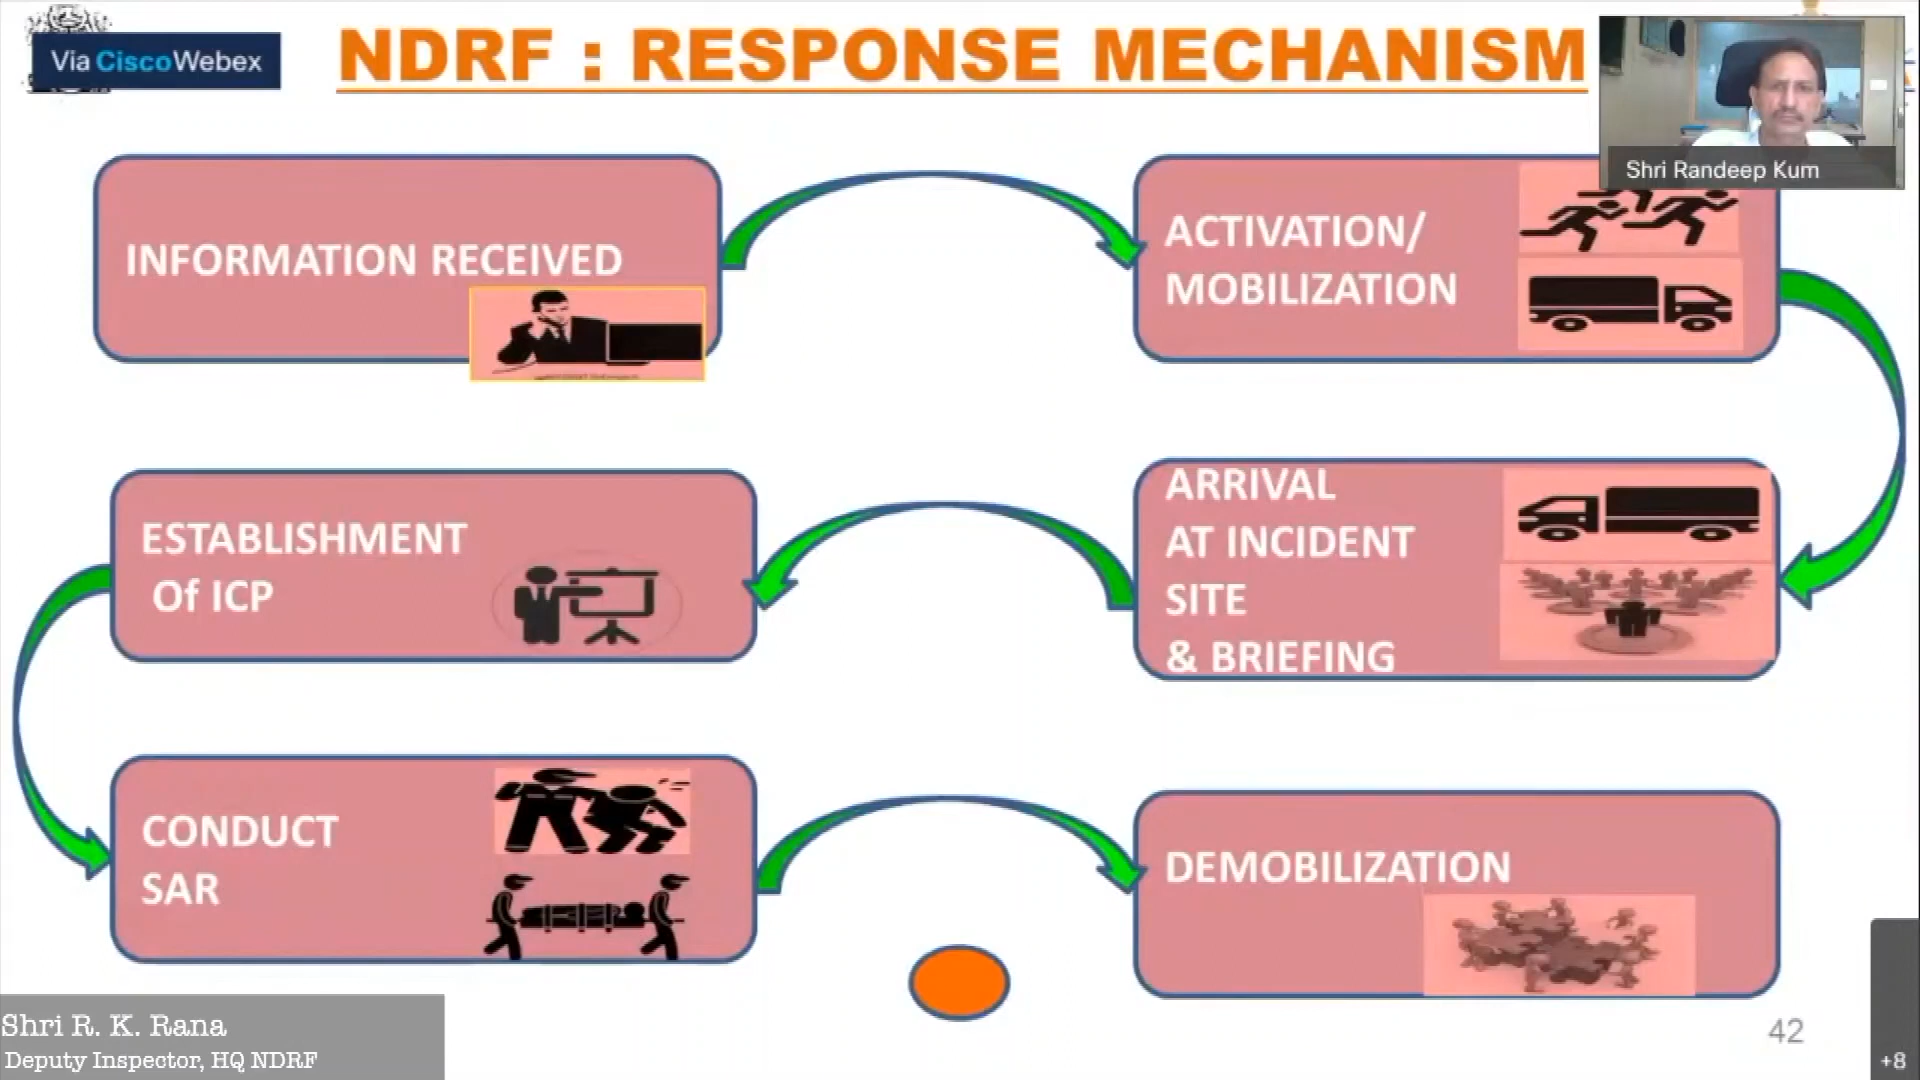 Via CiscoWebex
NDRF : RESPONSE MECHANISM
Shri Randeep Kum
INFORMATION RECEIVED
ACTIVATION/
MOBILIZATION
ARRIVAL
AT INCIDENT
SITE
& BRIEFING
ESTABLISHMENT
Of ICP
CONDUCT
SAR
DEMOBILIZATION
Shri R. K. Rana
Deputy Inspector, HQ NDRF
42
+8